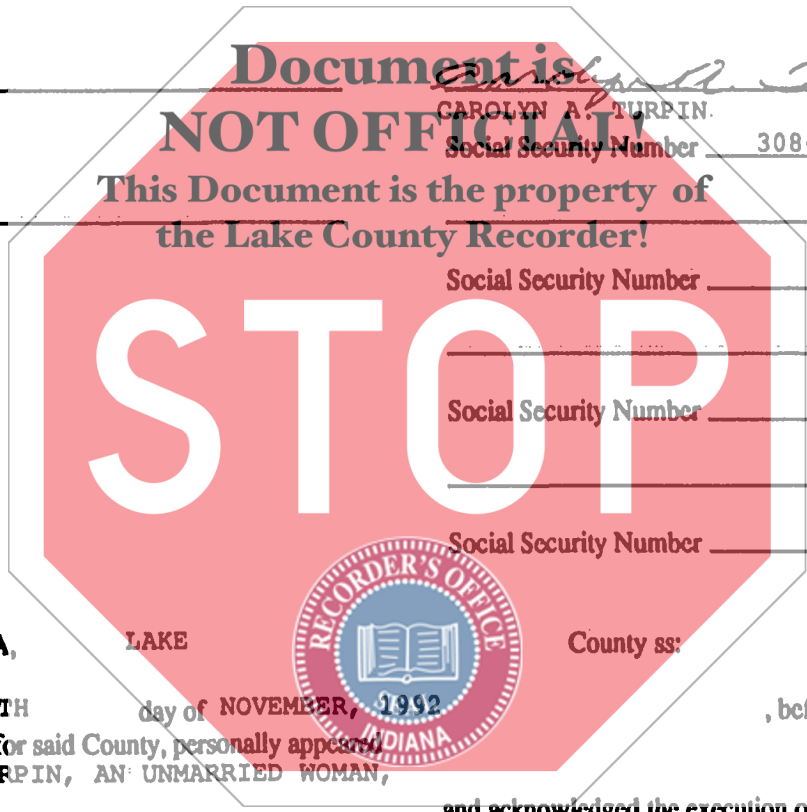 Document is
NOT OFFICIAL!
This Document is the property of
the Lake County Recorder!
CAROLYN A. TURPIN
Social Security Number 308-
Social Security Number
STOP
Social Security Number
Social Security Number
RECORDER'S OFFICE
INDIANA
A, LAKE County ss:
TH day of NOVEMBER, 1992 , bef
for said County, personally appeared
RPIN, AN UNMARRIED WOMAN,
and acknowledged the execution o